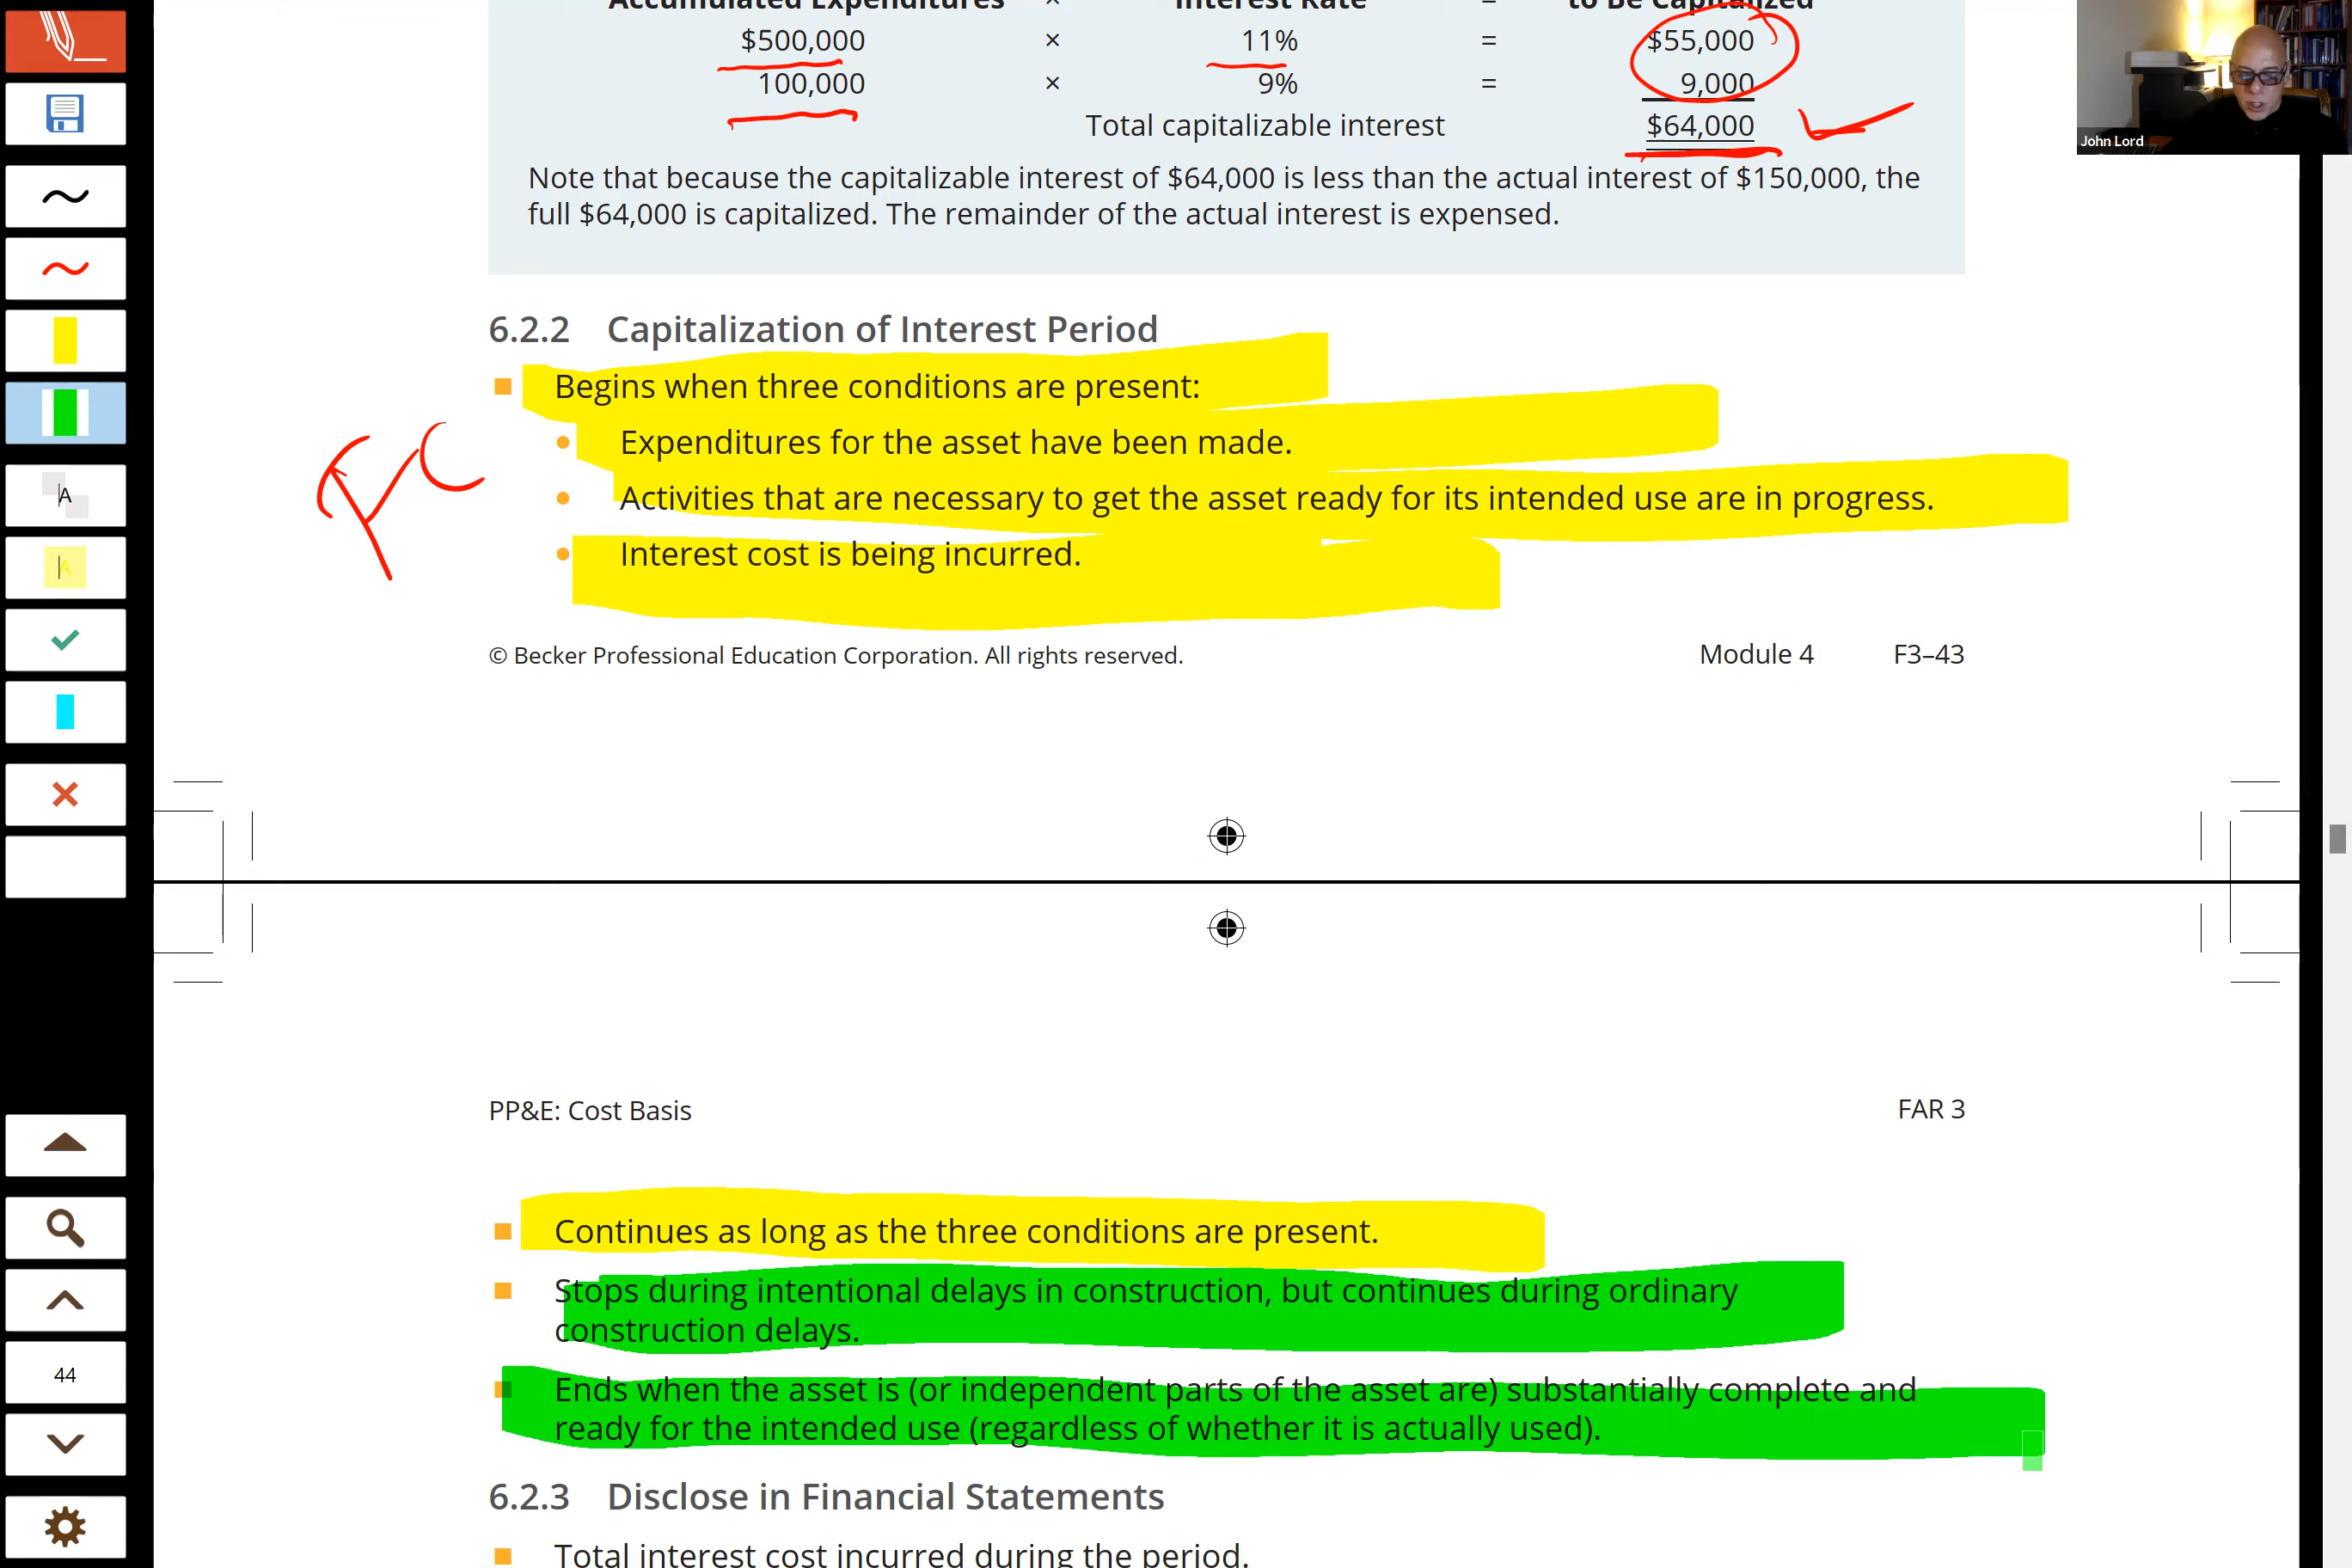 Accumulated Expenditures × Interest Rate = to Be Capitalized
$500,000 × 11% = $55,000
100,000 × 9% = 9,000
Total capitalizable interest $64,000
John Lord
Note that because the capitalizable interest of $64,000 is less than the actual interest of $150,000, the
full $64,000 is capitalized. The remainder of the actual interest is expensed.
6.2.2 Capitalization of Interest Period
Begins when three conditions are present:
Expenditures for the asset have been made.
Activities that are necessary to get the asset ready for its intended use are in progress.
Interest cost is being incurred.
© Becker Professional Education Corporation. All rights reserved. Module 4 F3–43
PP&E: Cost Basis FAR 3
Continues as long as the three conditions are present.
Stops during intentional delays in construction, but continues during ordinary
construction delays.
Ends when the asset is (or independent parts of the asset are) substantially complete and
ready for the intended use (regardless of whether it is actually used).
44
6.2.3 Disclose in Financial Statements
Total interest cost incurred during the period.